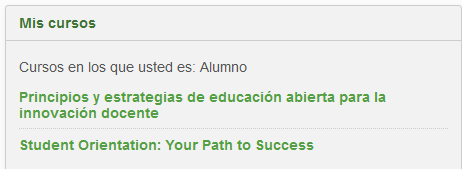 Mis cursos
Cursos en los que usted es: Alumno
Principios y estrategias de educación abierta para la
innovación docente
Student Orientation: Your Path to Success